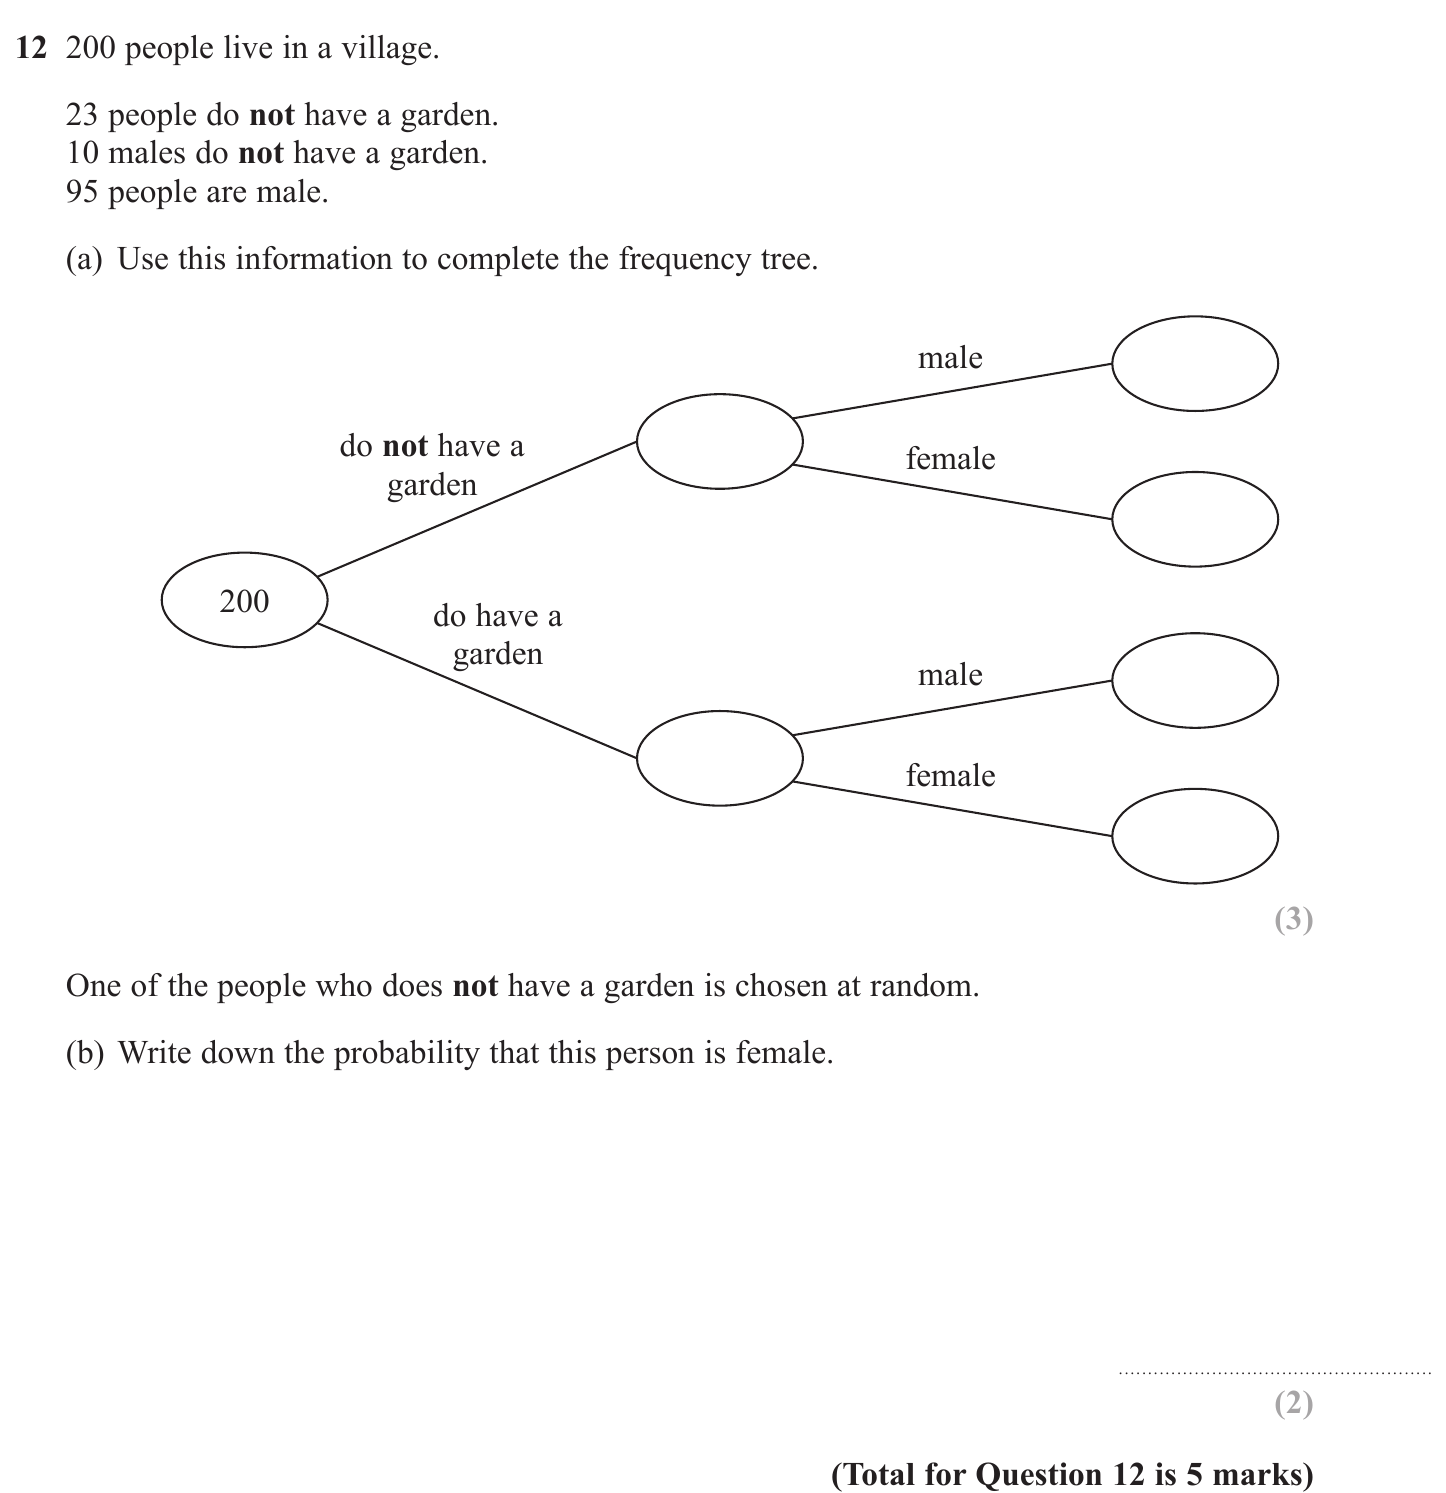 12 200 people live in a village.
23 people do not have a garden.
10 males do not have a garden.
95 people are male.
(a) Use this information to complete the frequency tree.
male
do not have a
garden
female
200
do have a
garden
male
female
(3)
One of the people who does not have a garden is chosen at random.
(b) Write down the probability that this person is female.
(2)
(Total for Question 12 is 5 marks)